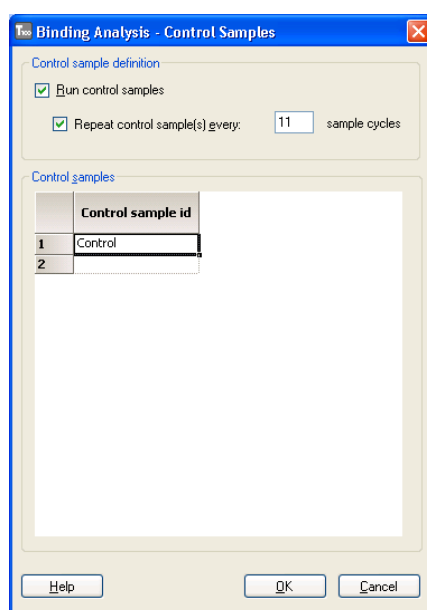 T100 Binding Analysis - Control Samples
Control sample definition
Run control samples
Repeat control sample(s) every: 11 sample cycles
Control samples
Control sample id
1 Control
2
Help OK Cancel